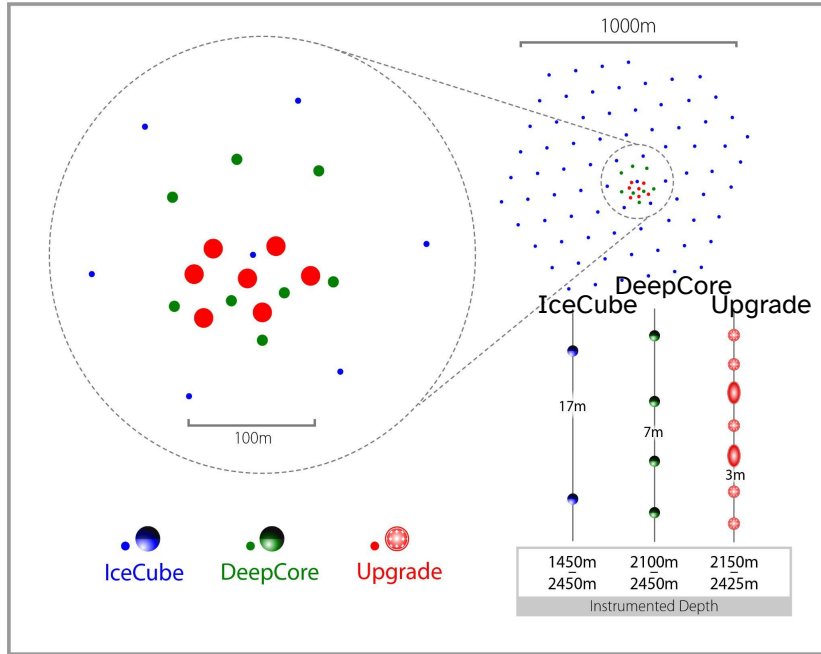 1000m
100m
DeepCore
IceCube
Upgrade
17m
7m
3m
IceCube
DeepCore
Upgrade
1450m
–
2450m
2100m
–
2450m
2150m
–
2425m
Instrumented Depth